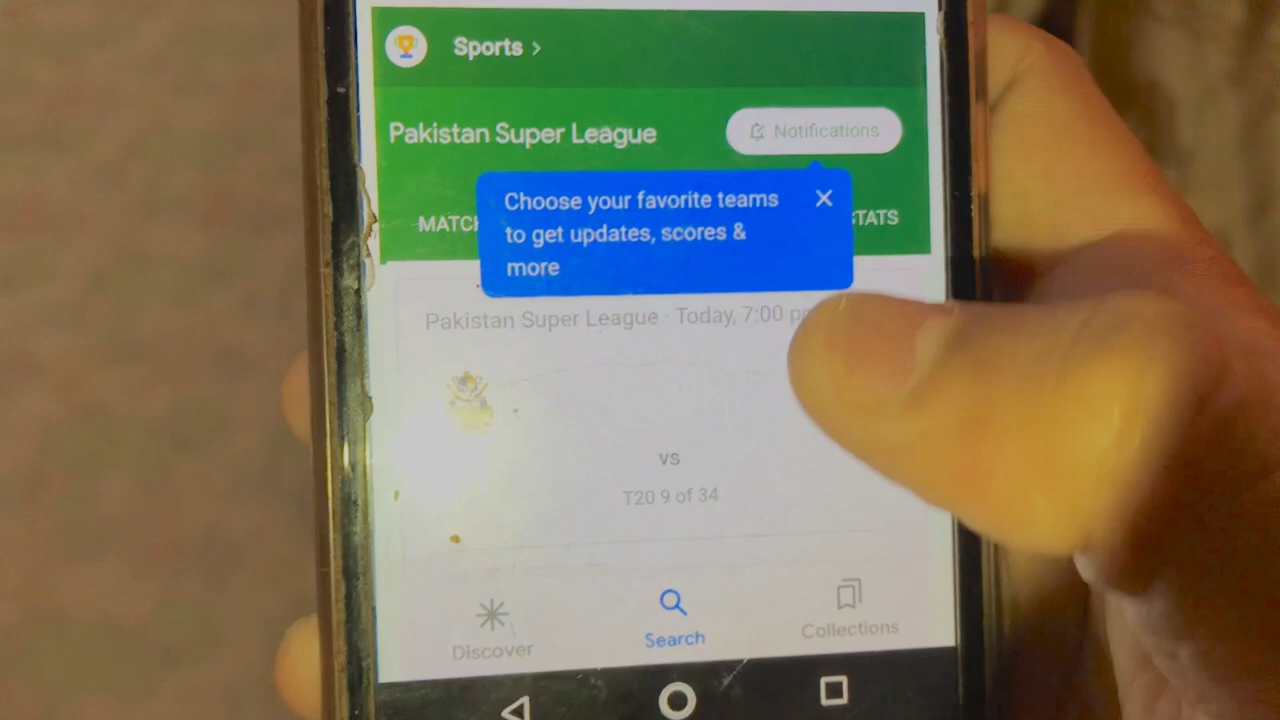 Sports
Pakistan Super League
Notifications
Choose your favorite teams
to get updates, scores &
more
Pakistan Super League · Today, 7:00
vs
T20 9 of 34
Discover
Search
Collections